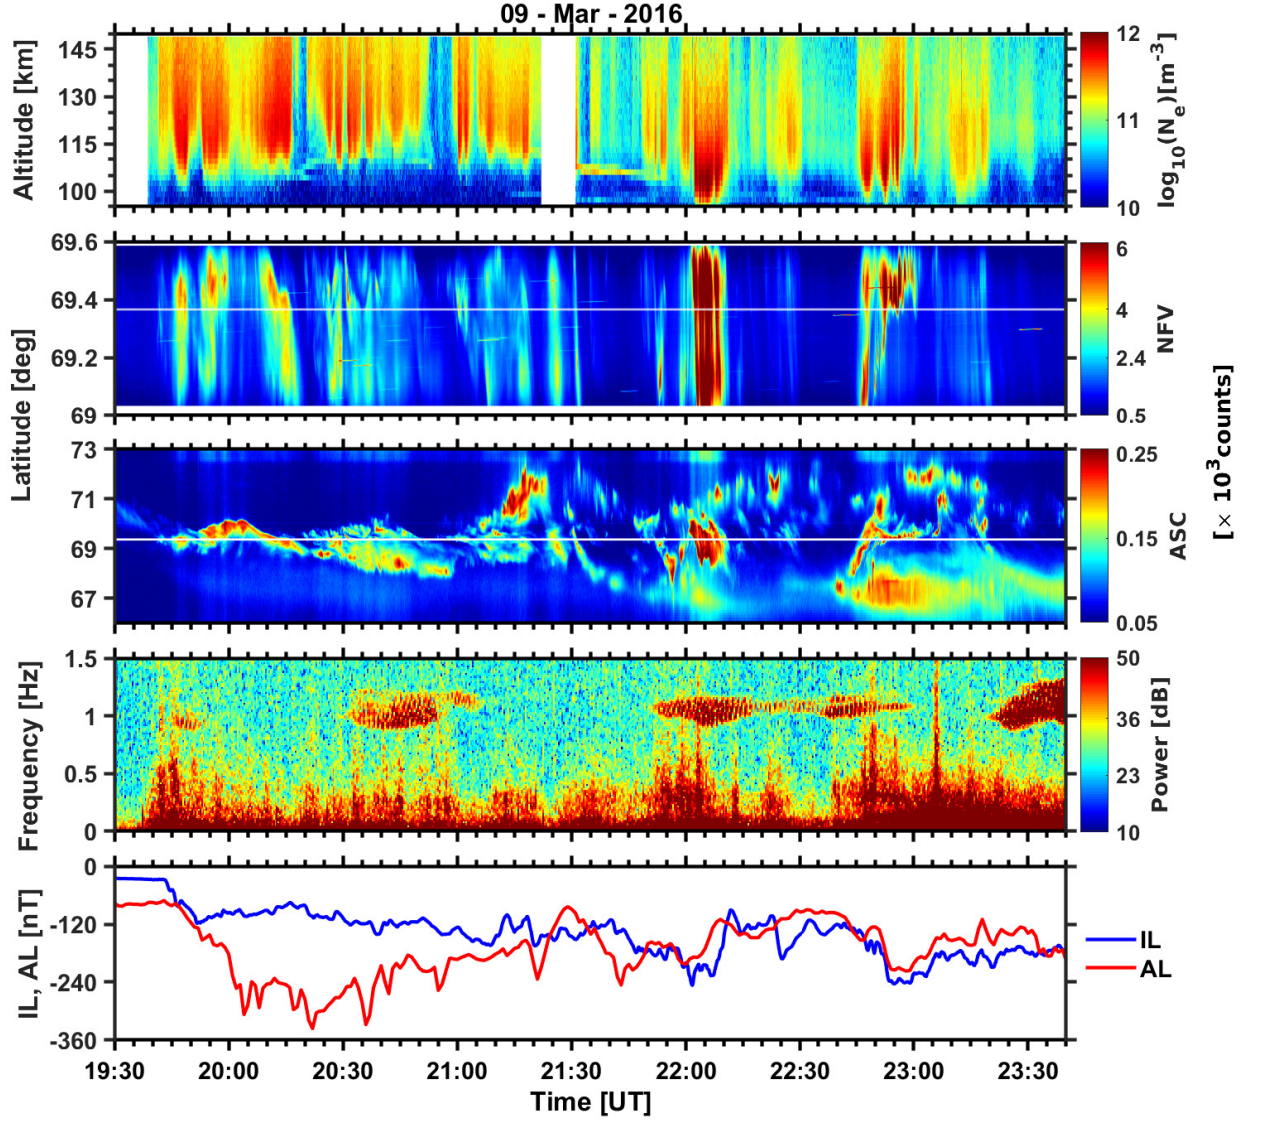 09 - Mar - 2016
Altitude [km]
145
130
115
100
12
11
10
log10(Ne)[m-3]
Latitude [deg]
69.6
69.4
69.2
69
6
4
2.4
0.5
NFV
73
71
69
67
0.25
0.15
0.05
ASC
[× 10³counts]
Frequency [Hz]
1.5
1
0.5
0
50
36
23
10
Power [dB]
IL, AL [nT]
0
-120
-240
-360
IL
AL
19:30 20:00 20:30 21:00 21:30 22:00 22:30 23:00 23:30
Time [UT]